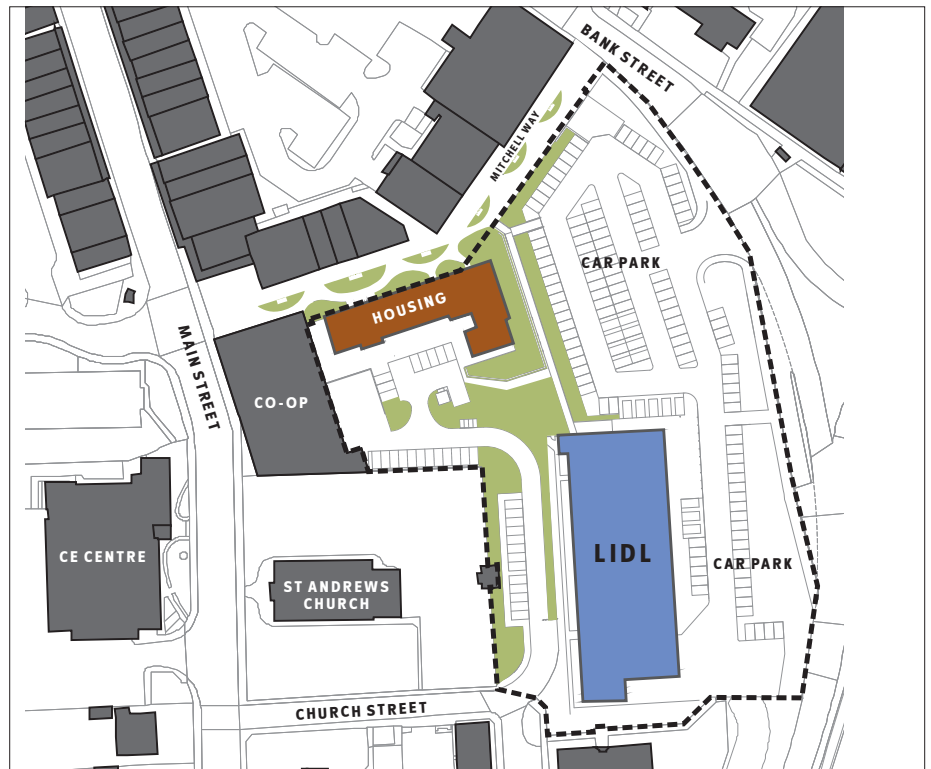 BANK STREET
MITCHELL WAY
CAR PARK
HOUSING
MAIN STREET
CO-OP
CE CENTRE
LIDL
CAR PARK
ST ANDREWS
CHURCH
CHURCH STREET